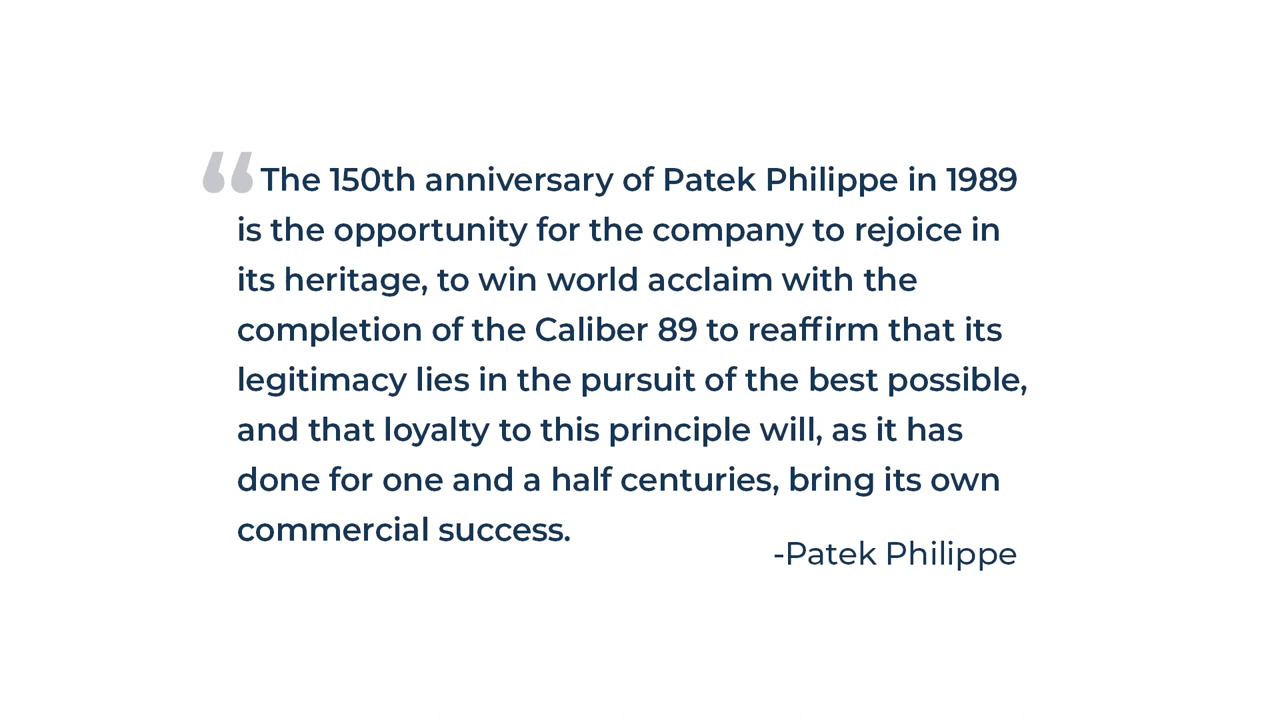 “The 150th anniversary of Patek Philippe in 1989
is the opportunity for the company to rejoice in
its heritage, to win world acclaim with the
completion of the Caliber 89 to reaffirm that its
legitimacy lies in the pursuit of the best possible,
and that loyalty to this principle will, as it has
done for one and a half centuries, bring its own
commercial success.
-Patek Philippe